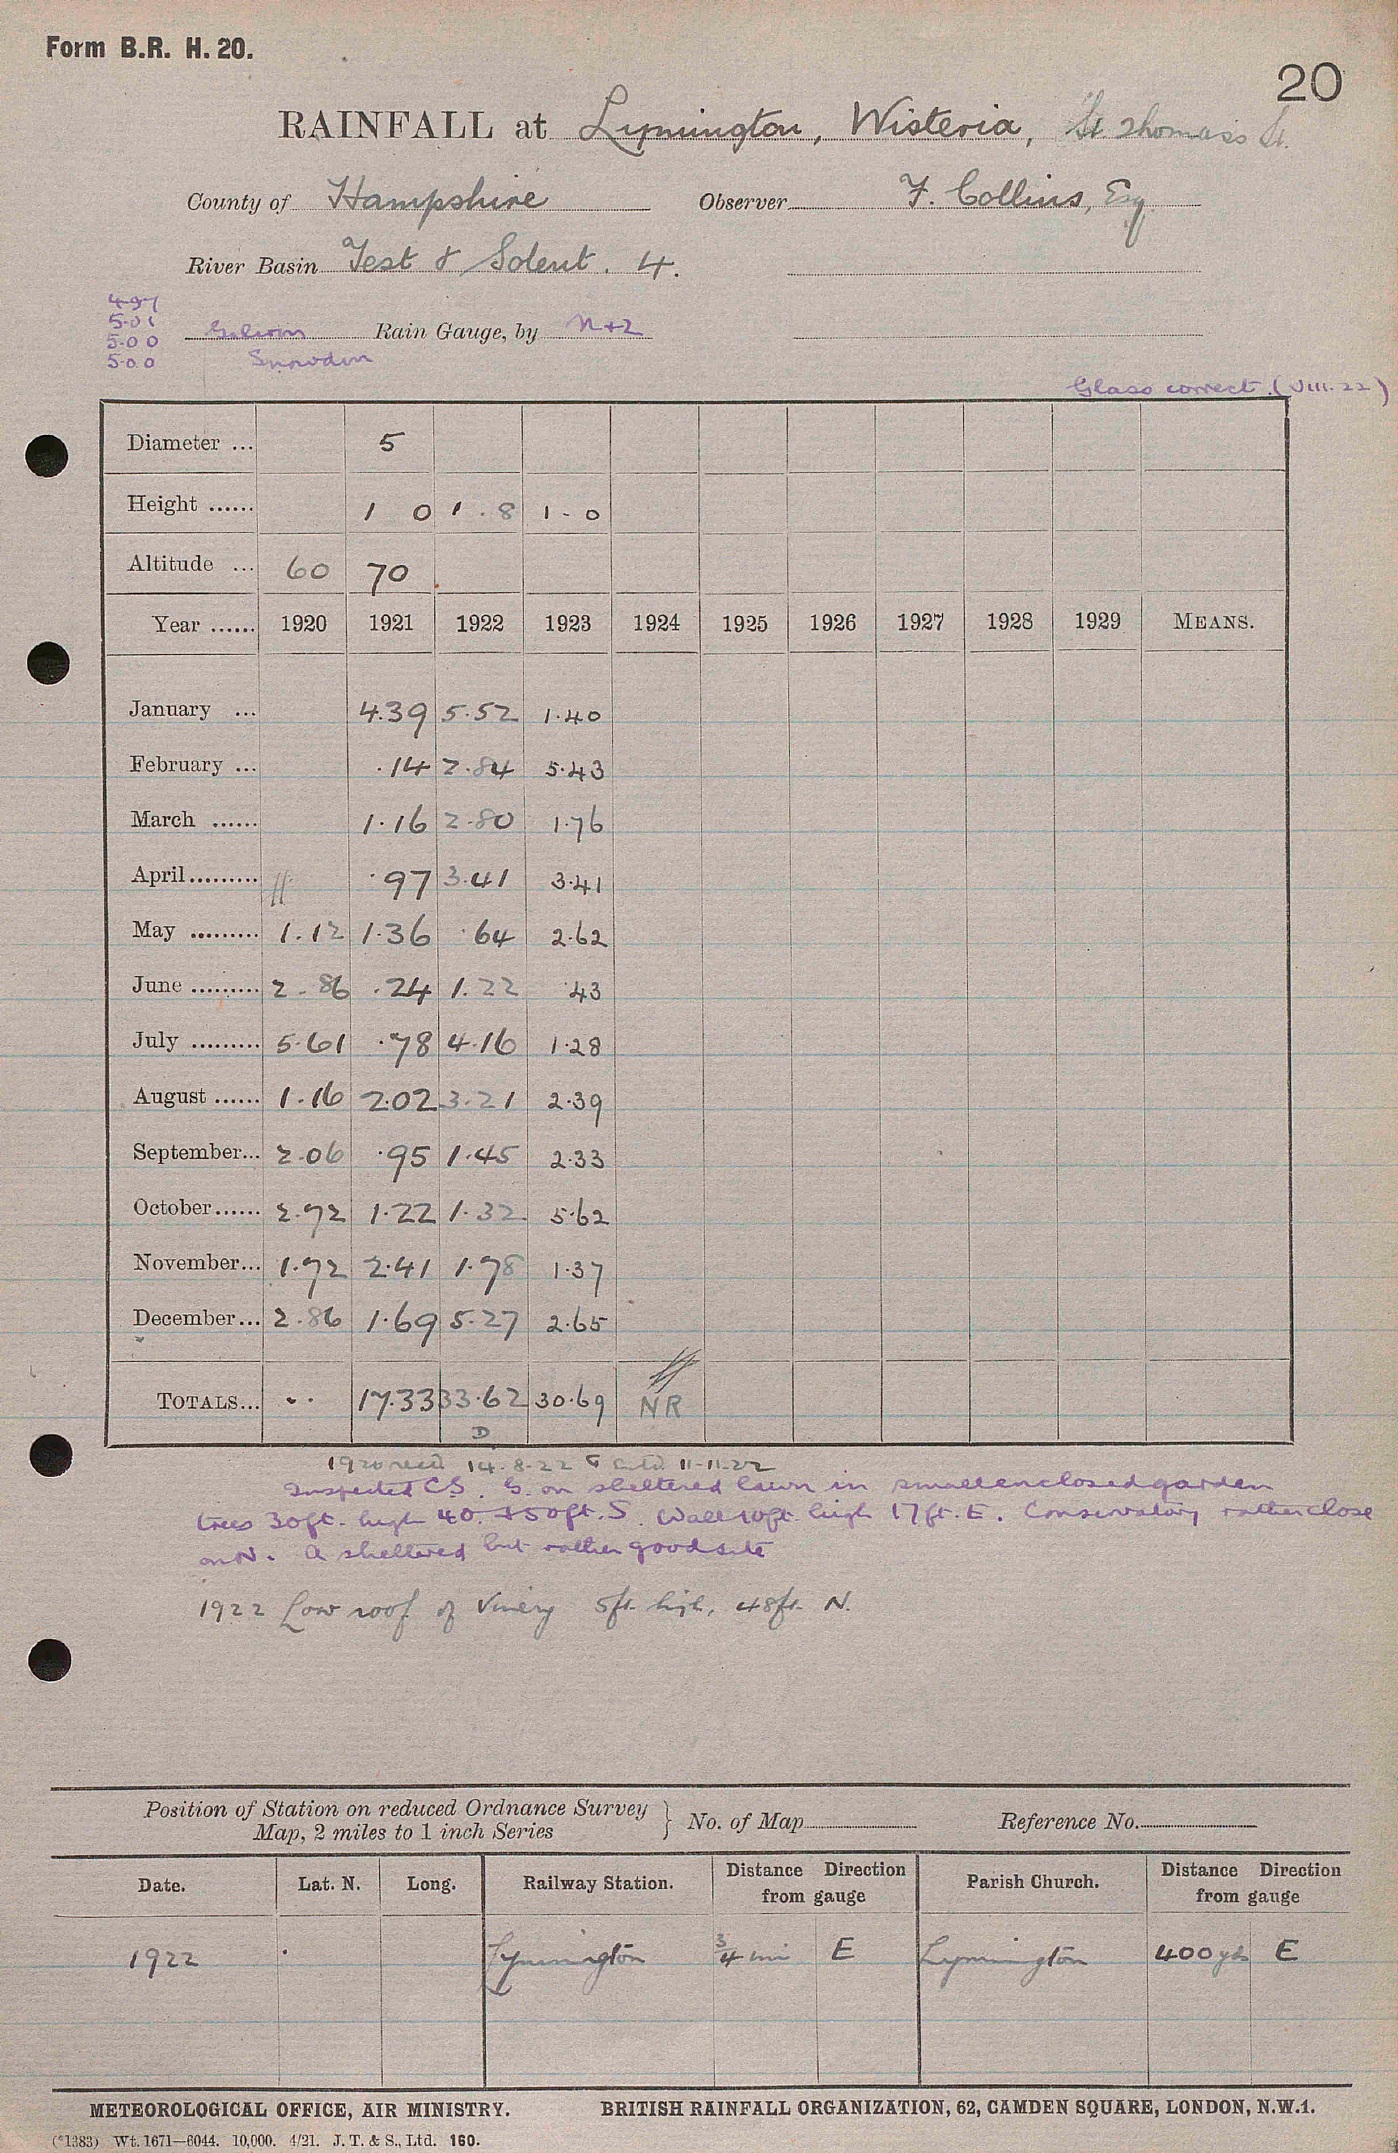 Form B.R. H. 20.
20
RAINFALL at Lymington, Wisteria, St Thomas's St.
County of Hampshire Observer F. Collins, Esq.
River Basin Test & Solent. 4.
4.97
5.01
5.00
5.00
Rain Gauge, by N+Z
Snowdon
Glass correct. (VIII. 22)
Diameter ... 5
Height ...... 1 0 1 . 8 1 - 0
Altitude ... 60 70
Year ...... 1920 1921 1922 1923 1924 1925 1926 1927 1928 1929 MEANS.
January ... 4.39 5.52 1.40
February ... .14 2.84 5.43
March ...... 1.16 2.80 1.76
April ......... .97 3.41 3.41
May ......... 1.12 1.36 .64 2.62
June ......... 2.86 .24 1.22 .43
July ......... 5.61 .78 4.16 1.28
August ...... 1.16 2.02 3.21 2.39
September... 2.06 .95 1.45 2.33
October...... 2.72 1.22 1.32 5.62
November... 1.72 2.41 1.78 1.37
December... 2.86 1.69 5.27 2.65
TOTALS... .. 17.33 33.62 30.69 NR
D
1920 recd 14.8.22 11-11-22
Inspected C.S. G. on sheltered lawn in small enclosed garden
trees 30ft. high 40. + 50ft. S. Wall 10ft. high 17ft. E. Conservatory rather close
on N. A sheltered but rather good site
1922 Low roof of Vinery 5ft. high, 48ft. N.
Position of Station on reduced Ordnance Survey
Map, 2 miles to 1 inch Series } No. of Map Reference No.
Date. Lat. N. Long. Railway Station. Distance Direction from gauge Parish Church. Distance Direction from gauge
1922 Lymington 3/4 mi E Lymington 400 yds E
METEOROLOGICAL OFFICE, AIR MINISTRY. BRITISH RAINFALL ORGANIZATION, 62, CAMDEN SQUARE, LONDON, N.W.1.
(*1383) Wt. 1671—6044. 10,000. 4/21. J. T. & S., Ltd. 160.